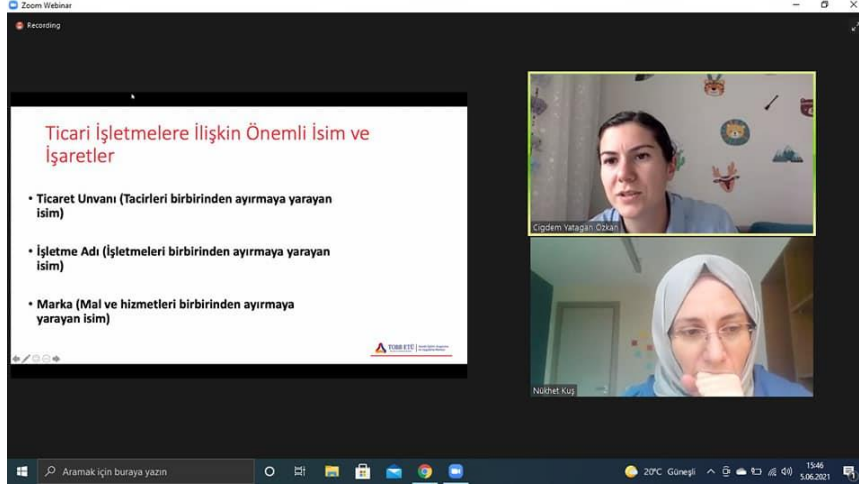 Zoom Webinar
Recording
Ticari İşletmelere İlişkin Önemli İsim ve
İşaretler
• Ticaret Unvanı (Tacirleri birbirinden ayırmaya yarayan
isim)
• İşletme Adı (İşletmeleri birbirinden ayırmaya yarayan
isim)
• Marka (Mal ve hizmetleri birbirinden ayırmaya
yarayan isim)
TOBB ETÜ
Cigdem Yatagan Özkan
Nükhet Kuş
Aramak için buraya yazın
20°C Güneşli
15:46
5.06.2021